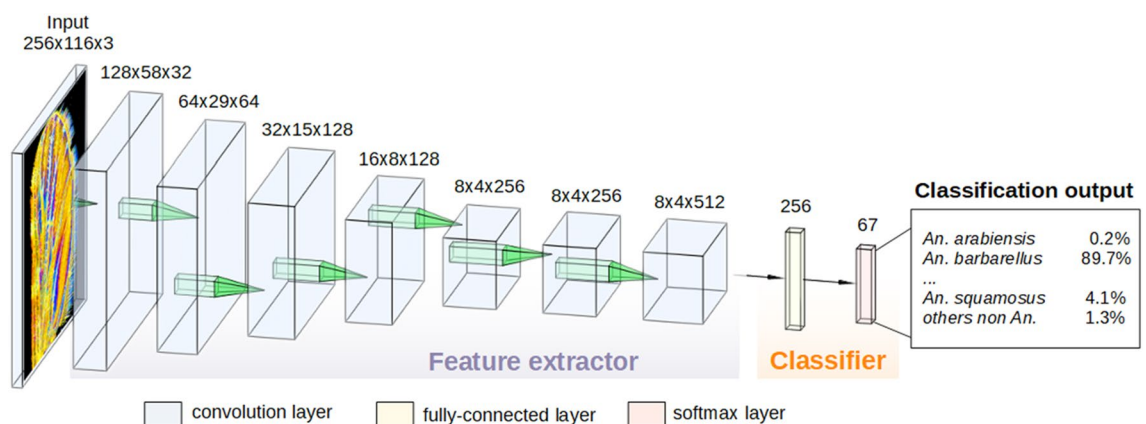 Input
256x116x3
128x58x32
64x29x64
32x15x128
16x8x128
8x4x256
8x4x256
8x4x512
256
67
Classification output
An. arabiensis 0.2%
An. barbarellus 89.7%
...
An. squamosus 4.1%
others non An. 1.3%
Feature extractor
Classifier
convolution layer
fully-connected layer
softmax layer